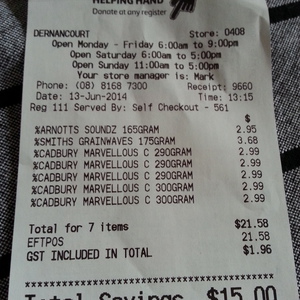 HELPING HAND
Donate at any register
DERNANCOURT Store: 0408
Open Monday - Friday 6:00am to 9:00pm
Open Saturday 6:00am to 5:00pm
Open Sunday 11:00am to 5:00pm
Your store manager is: Mark
Phone: (08) 8168 7300 Receipt: 9660
Date: 13-Jun-2014 Time: 13:15
Reg 111 Served By: Self Checkout - 561
$
%ARNOTTS SOUNDZ 165GRAM 2.95
%SMITHS GRAINWAVES 175GRAM 3.68
%CADBURY MARVELLOUS C 290GRAM 2.99
%CADBURY MARVELLOUS C 290GRAM 2.99
%CADBURY MARVELLOUS C 290GRAM 2.99
%CADBURY MARVELLOUS C 300GRAM 2.99
%CADBURY MARVELLOUS C 300GRAM 2.99
Total for 7 items $21.58
EFTPOS 21.58
GST INCLUDED IN TOTAL $1.96
Total Savings $15.00